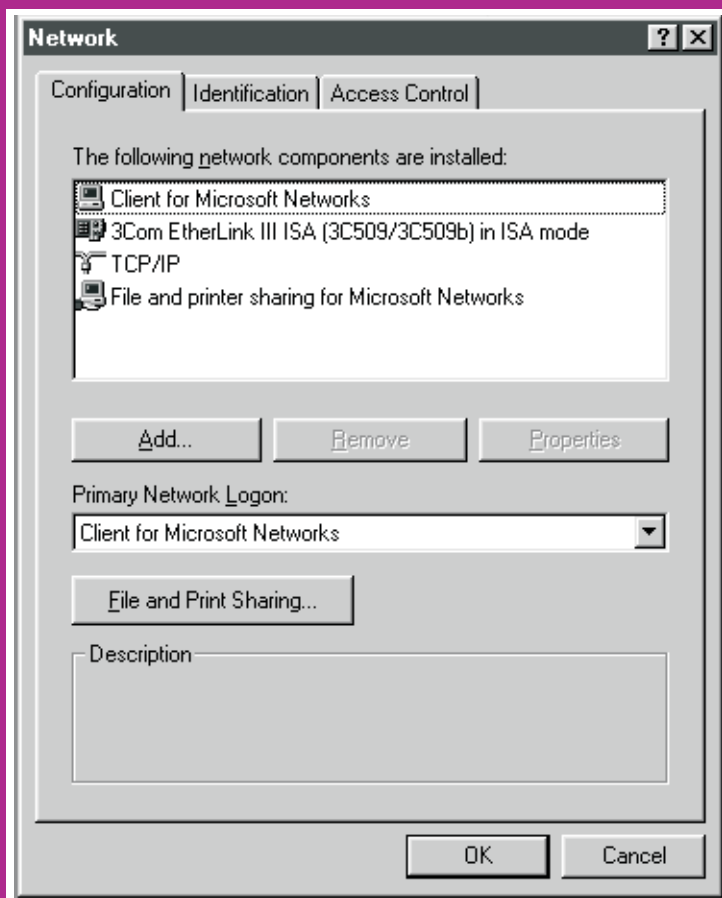 Network
Configuration Identification Access Control
The following network components are installed:
Client for Microsoft Networks
3Com EtherLink III ISA (3C509/3C509b) in ISA mode
TCP/IP
File and printer sharing for Microsoft Networks
Add... Remove Properties
Primary Network Logon:
Client for Microsoft Networks
File and Print Sharing...
Description
OK Cancel